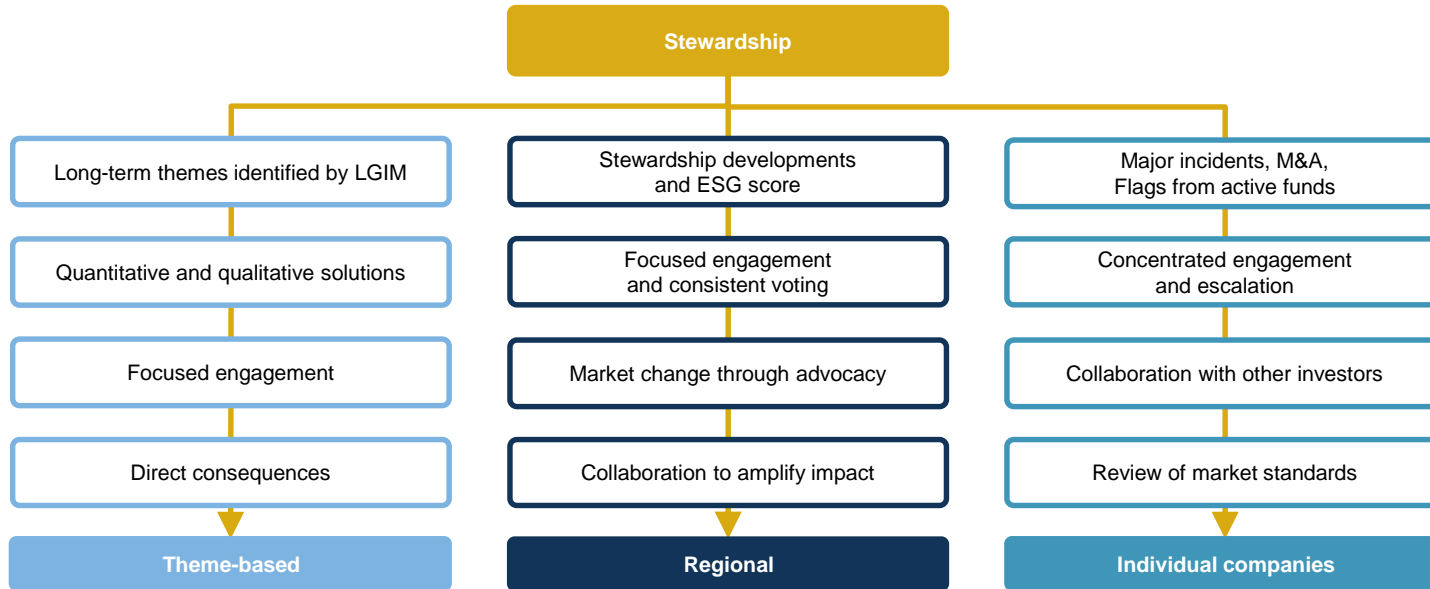 Stewardship
Long-term themes identified by LGIM
Quantitative and qualitative solutions
Focused engagement
Direct consequences
Theme-based
Stewardship developments
and ESG score
Focused engagement
and consistent voting
Market change through advocacy
Collaboration to amplify impact
Regional
Major incidents, M&A,
Flags from active funds
Concentrated engagement
and escalation
Collaboration with other investors
Review of market standards
Individual companies